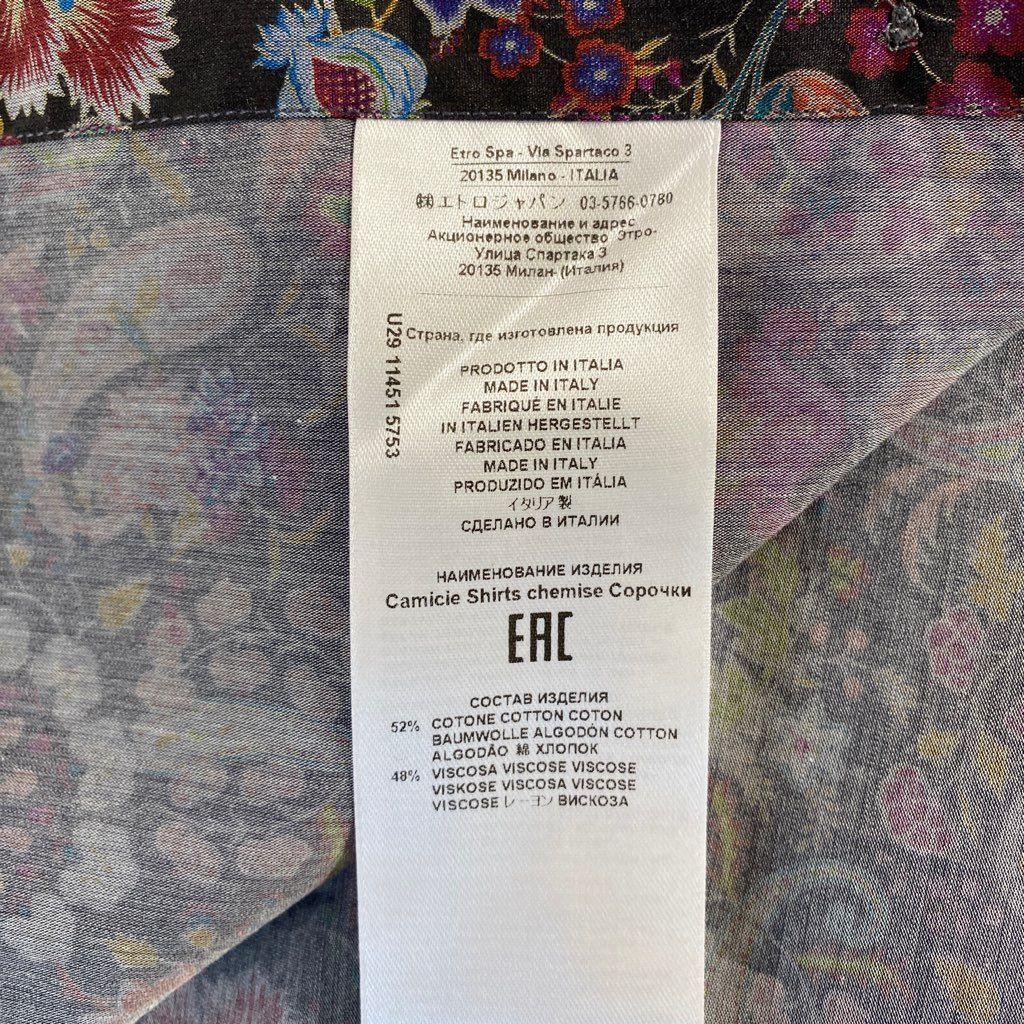 Etro Spa - Via Spartaco 3
20135 Milano - ITALIA
㈱エトロジャパン 03-5766-0780
Наименование и адрес
Акционерное общество Этро-
Улица Спартака 3
20135 Милан- (Италия)
U29 11451 5753
Страна, где изготовлена продукция
PRODOTTO IN ITALIA
MADE IN ITALY
FABRIQUÉ EN ITALIE
IN ITALIEN HERGESTELLT
FABRICADO EN ITALIA
MADE IN ITALY
PRODUZIDO EM ITÁLIA
イタリア製
СДЕЛАНО В ИТАЛИИ
НАИМЕНОВАНИЕ ИЗДЕЛИЯ
Camicie Shirts chemise Сорочки
EAC
СОСТАВ ИЗДЕЛИЯ
52% COTONE COTTON COTON
BAUMWOLLE ALGODÓN COTTON
ALGODÃO 綿 ХЛОПОК
48% VISCOSA VISCOSE VISCOSE
VISKOSE VISCOSA VISCOSE
VISCOSE レーヨン ВИСКОЗА